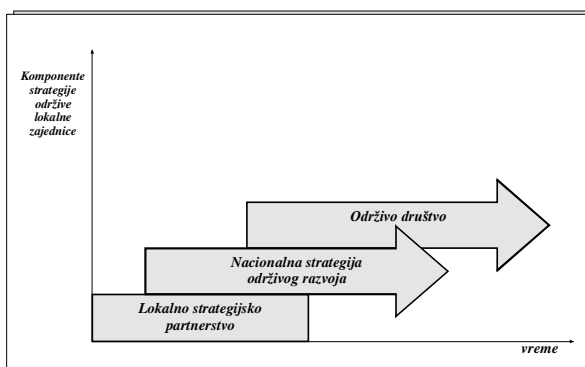 Komponente
strategije
održive
lokalne
zajednice
Održivo društvo
Nacionalna strategija
održivog razvoja
Lokalno strategijsko
partnerstvo
vreme